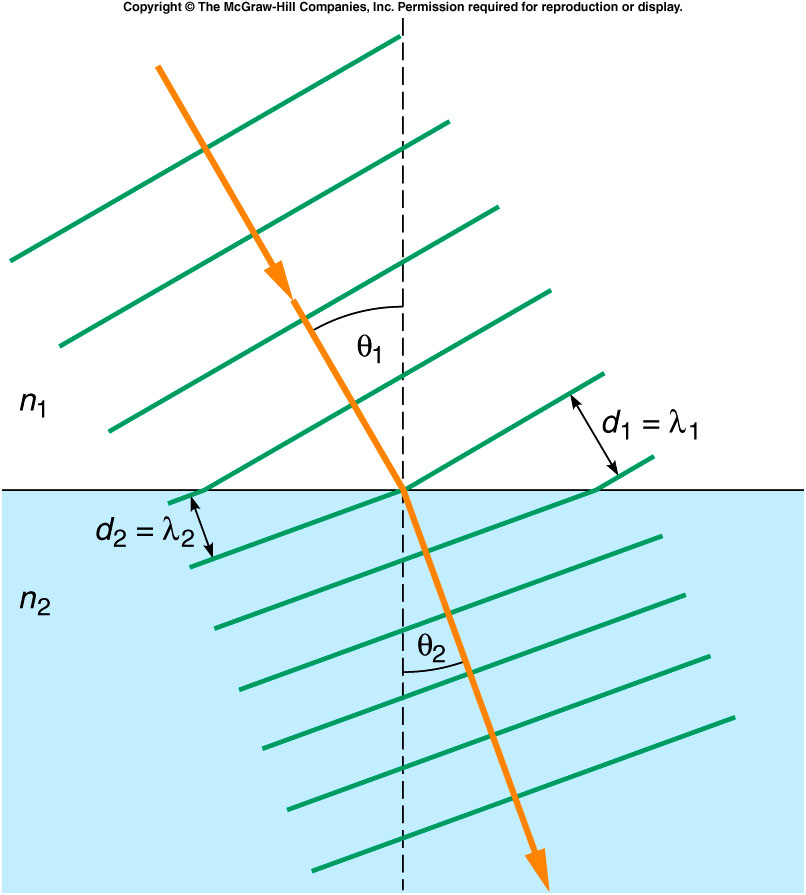 Copyright © The McGraw-Hill Companies, Inc. Permission required for reproduction or display.
θ₁
n₁
d₁ = λ₁
d₂ = λ₂
n₂
θ₂